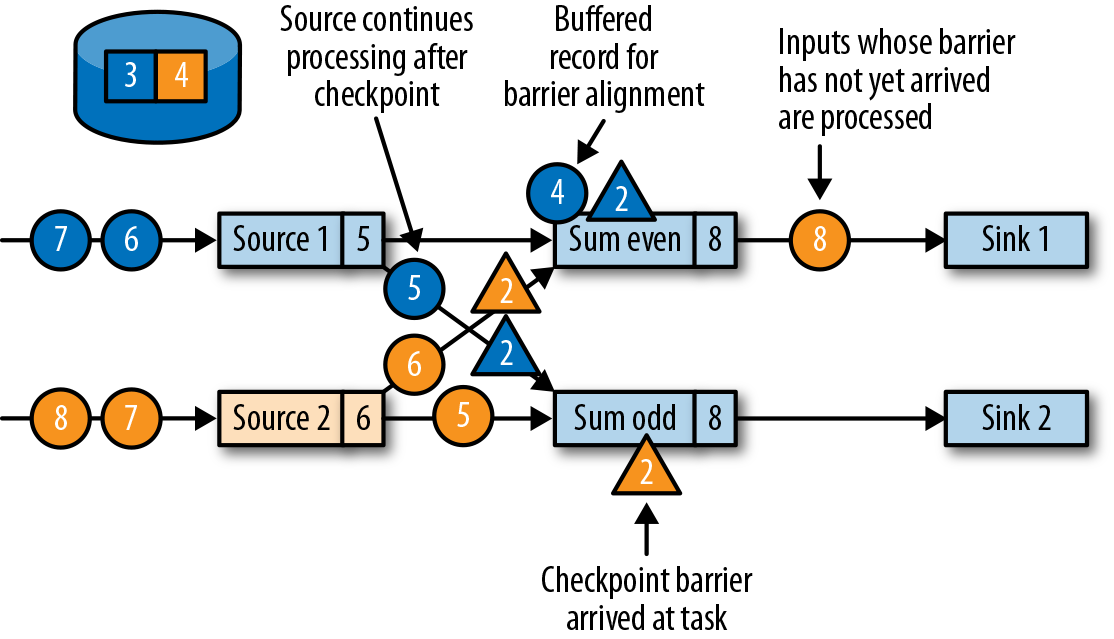 Source continues
processing after
checkpoint
Buffered
record for
barrier alignment
Inputs whose barrier
has not yet arrived
are processed
3 4
4 2
7 6 Source 1 5 Sum even 8 8 Sink 1
5 2
6 2
8 7 Source 2 6 5 Sum odd 8 Sink 2
2
Checkpoint barrier
arrived at task